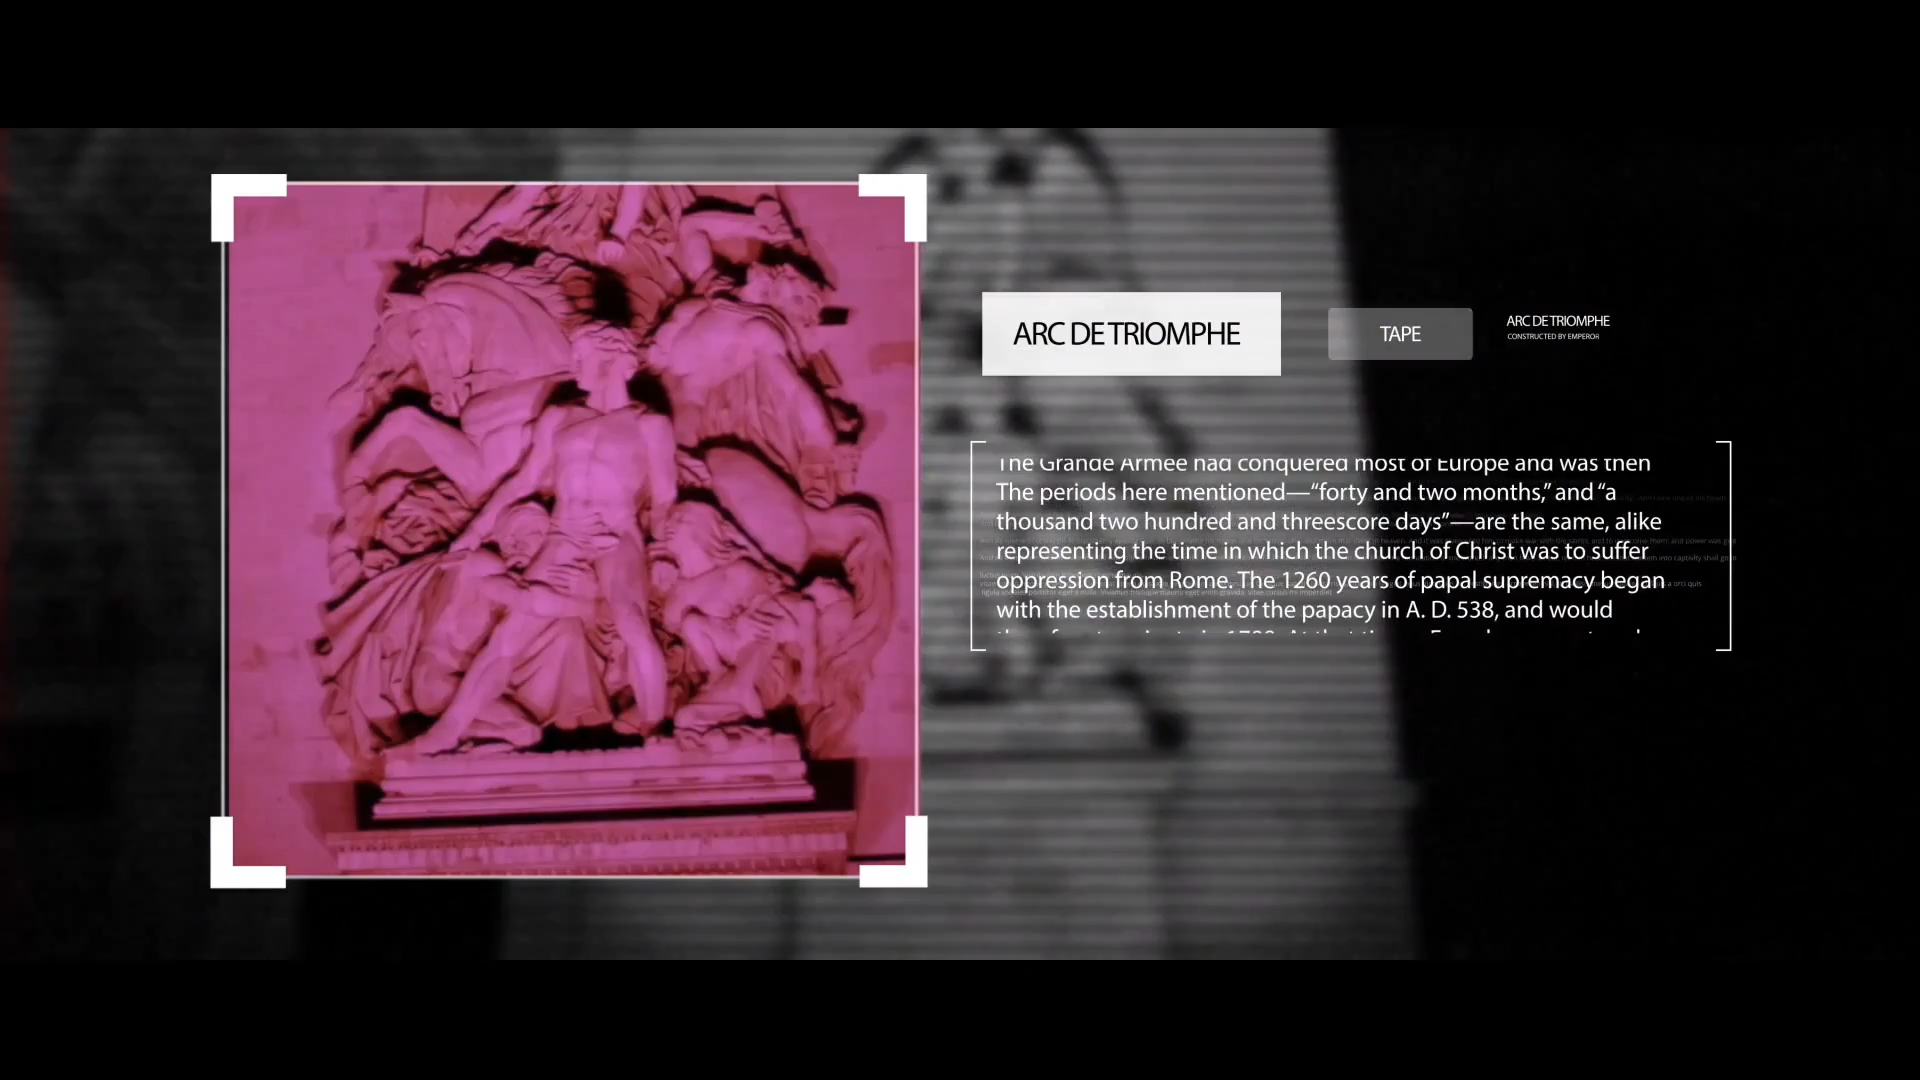 ARC DE TRIOMPHE
TAPE
ARC DE TRIOMPHE
CONSTRUCTED BY EMPEROR
The Grande Armee had conquered most of Europe and was then
The periods here mentioned—“forty and two months,” and “a
thousand two hundred and threescore days”—are the same, alike
representing the time in which the church of Christ was to suffer
oppression from Rome. The 1260 years of papal supremacy began
with the establishment of the papacy in A. D. 538, and would